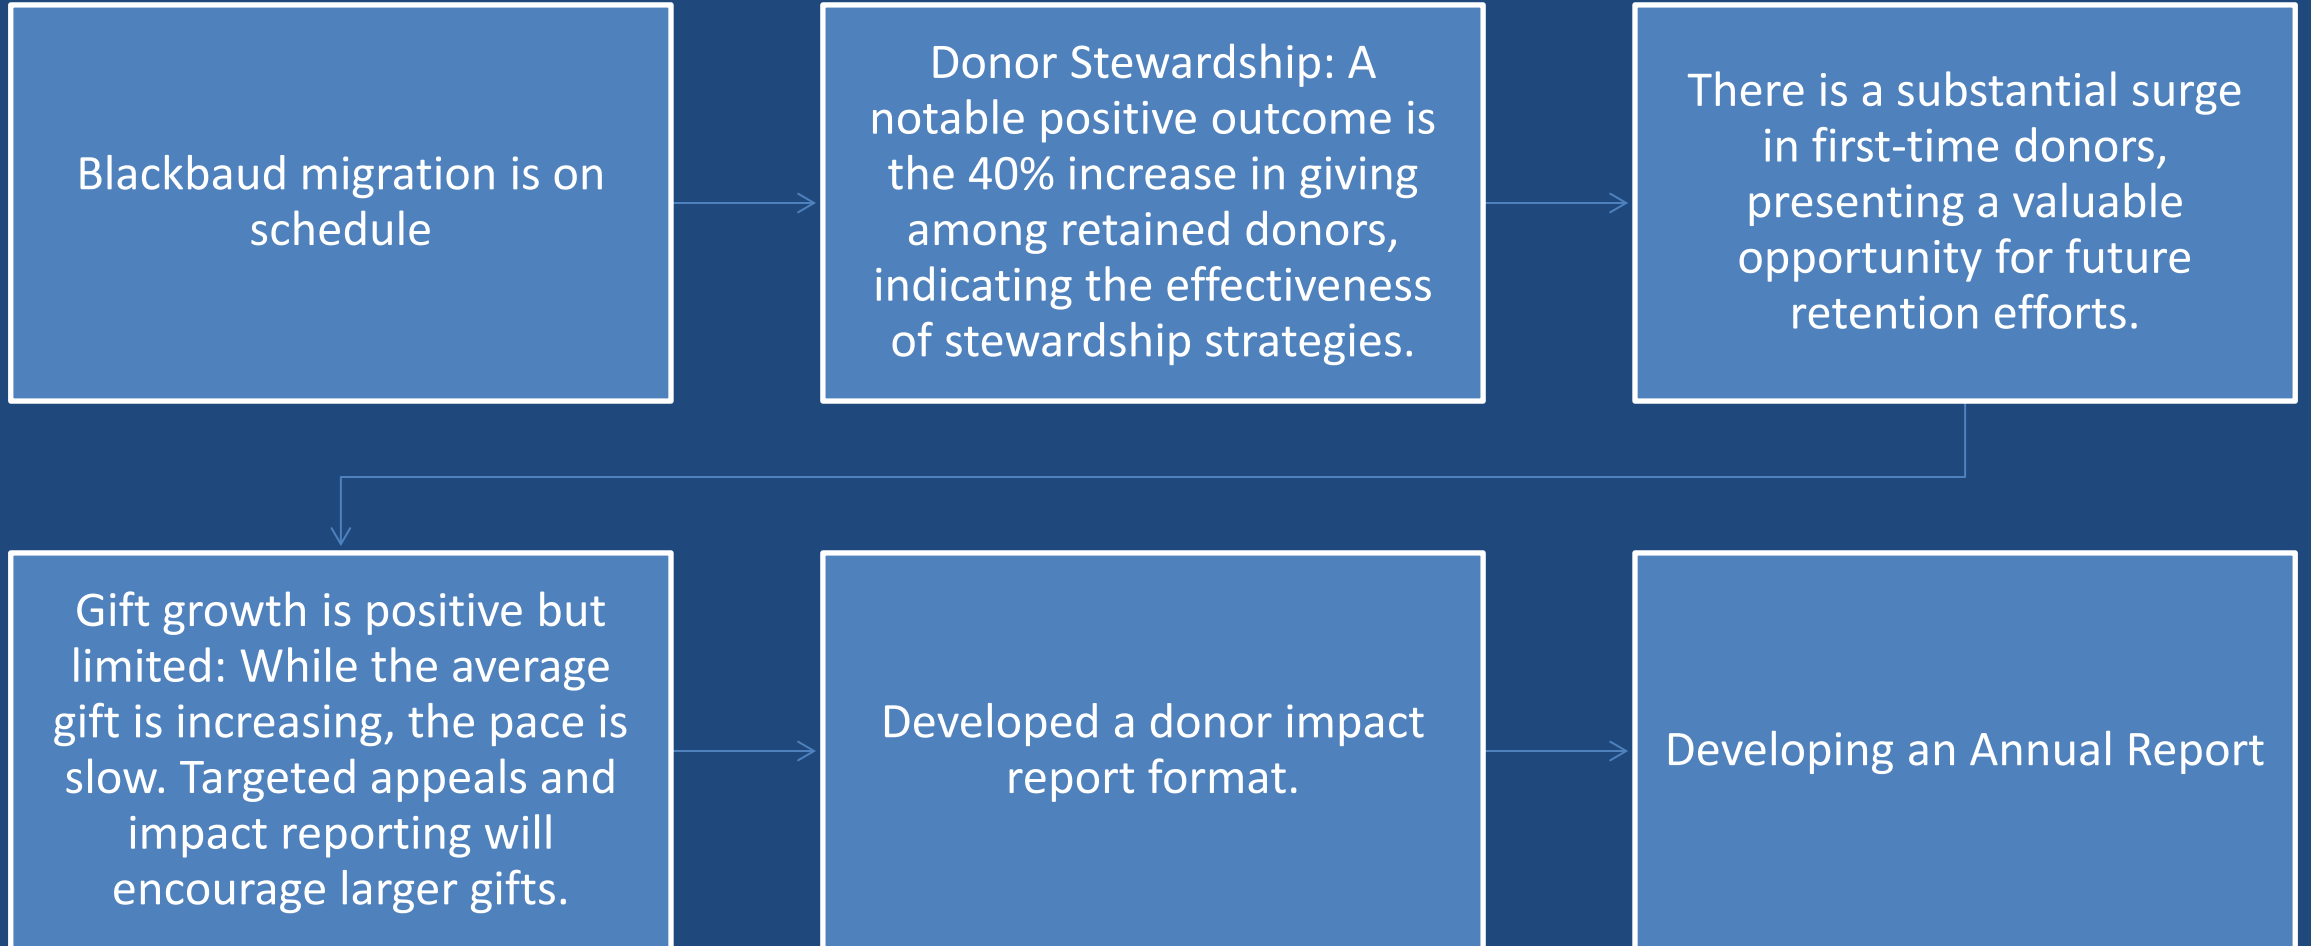 Blackbaud migration is on
schedule
Donor Stewardship: A
notable positive outcome is
the 40% increase in giving
among retained donors,
indicating the effectiveness
of stewardship strategies.
There is a substantial surge
in first-time donors,
presenting a valuable
opportunity for future
retention efforts.
Gift growth is positive but
limited: While the average
gift is increasing, the pace is
slow. Targeted appeals and
impact reporting will
encourage larger gifts.
Developed a donor impact
report format.
Developing an Annual Report